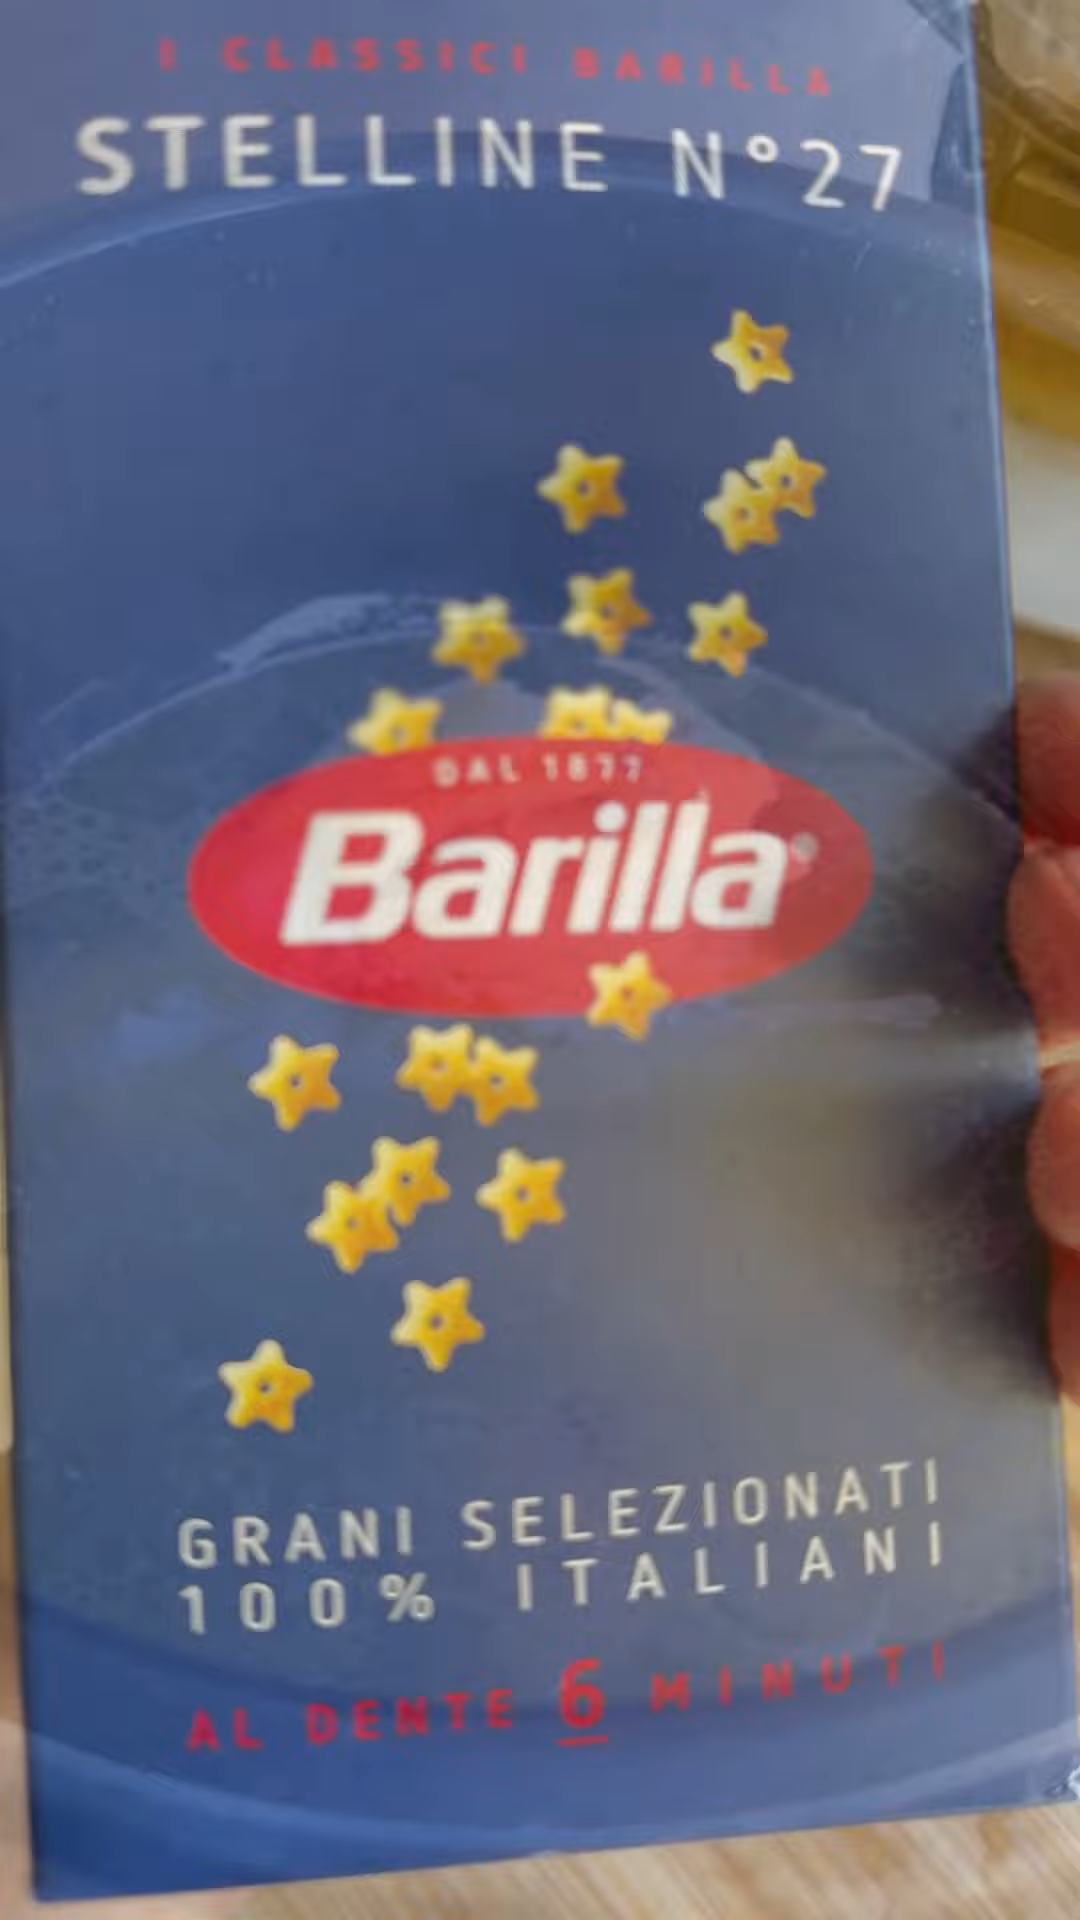 I CLASSICI BARILLA
STELLINE N°27
DAL 1877
Barilla®
GRANI SELEZIONATI
100% ITALIANI
AL DENTE 6 MINUTI